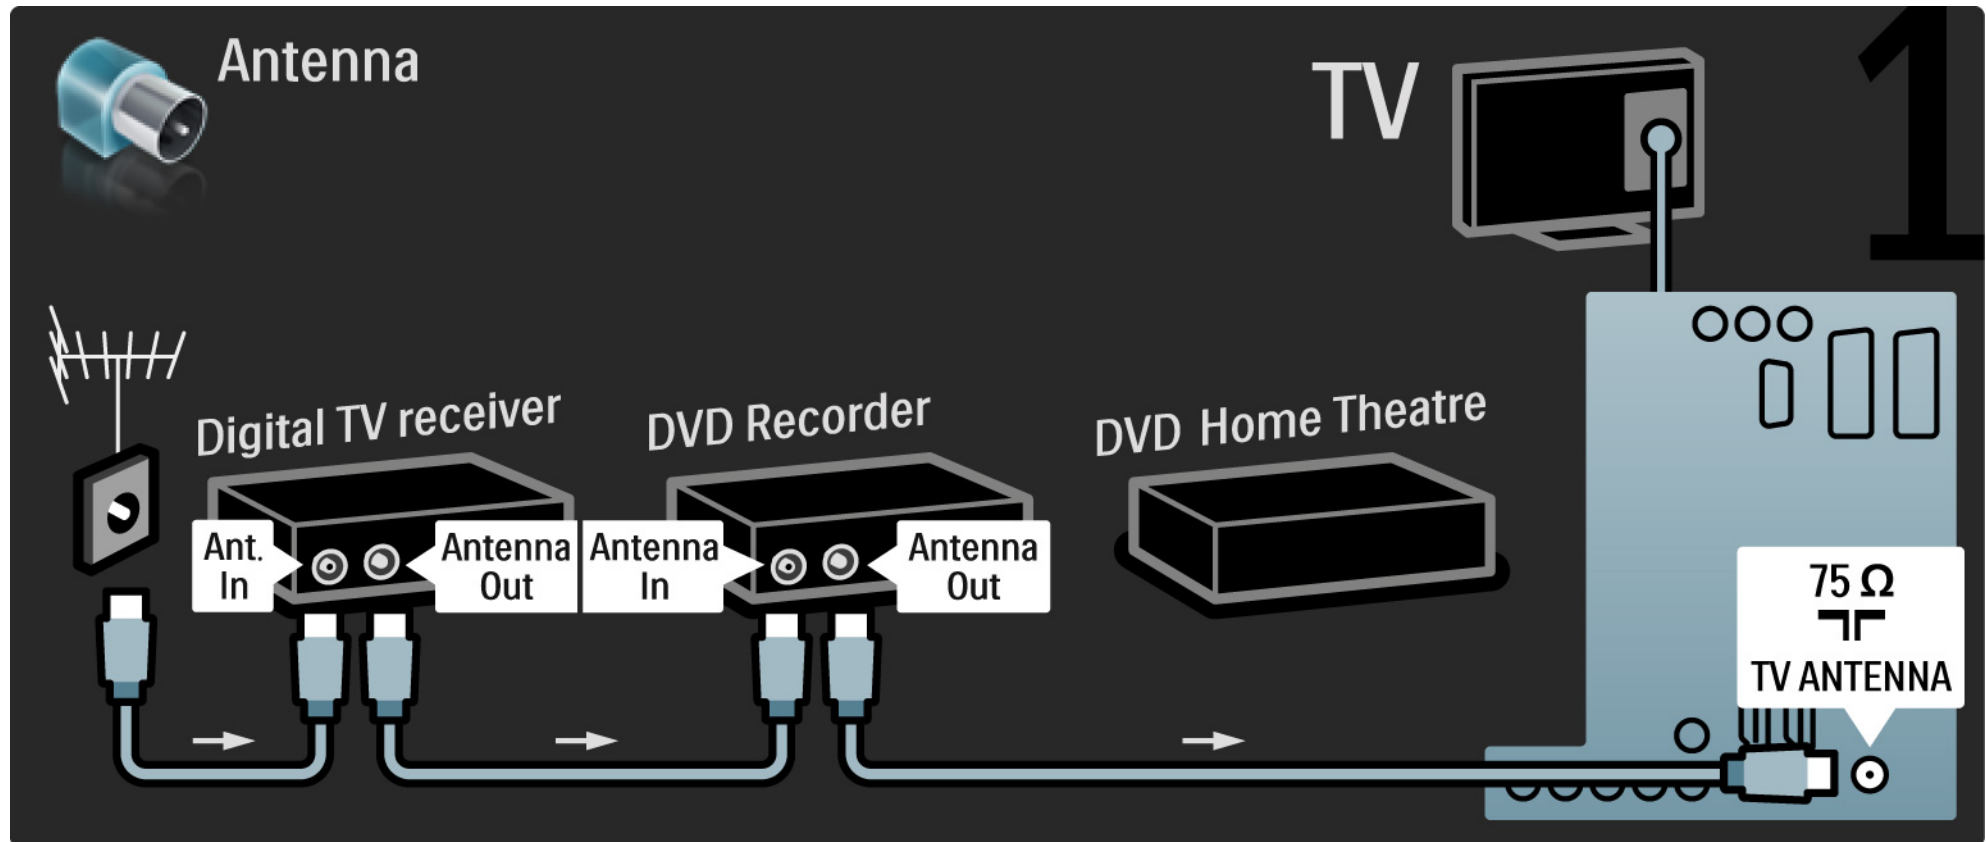 Antenna
TV
1
Digital TV receiver
DVD Recorder
DVD Home Theatre
Ant.
In
Antenna
Out
Antenna
In
Antenna
Out
75 Ω
TV ANTENNA